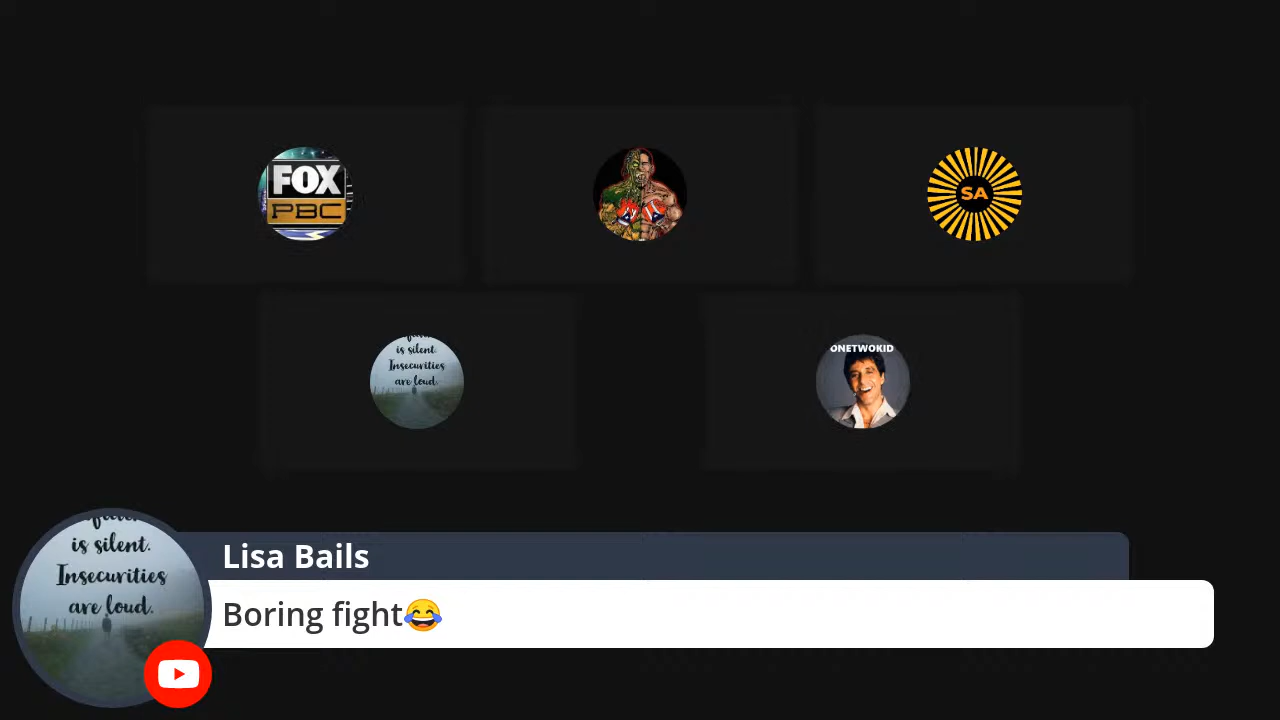 FOX
PBC
SA
is silent.
Insecurities
are loud.
ONETWOKID
is silent.
Insecurities
are loud.
Lisa Bails
Boring fight😂